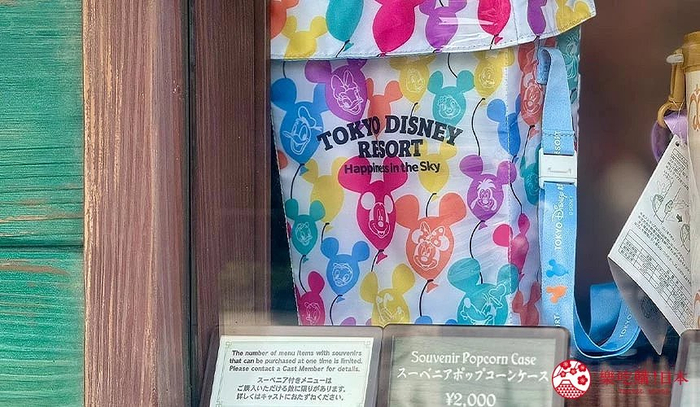 TOKYO DISNEY
RESORT
Happiness in the Sky
TOKYO DISNEY
The number of menu items with souvenirs
that can be purchased at one time is limited.
Please contact a Cast Member for details.
スーベニア付きメニューは
ご購入いただける数に限りがあります。
詳しくはキャストにおたずねください。
Souvenir Popcorn Case
スーベニアポップコーンケース
¥2,000
樂吃購!日本